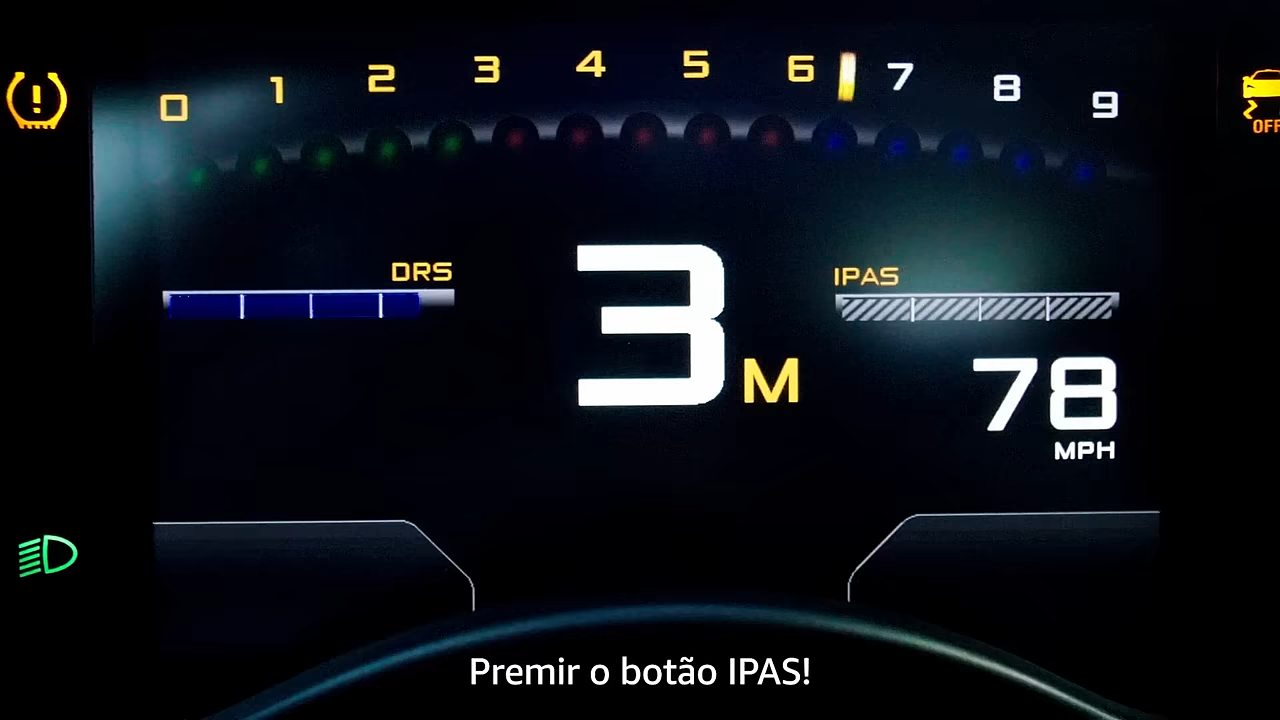 0 1 2 3 4 5 6 7 8 9
OFF
DRS
IPAS
3 M
78
MPH
Premir o botão IPAS!